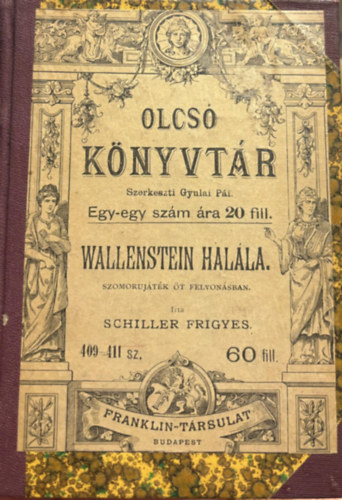 OLCSÓ
KÖNYVTÁR
Szerkeszti Gyulai Pál.
Egy-egy szám ára 20 fill.
WALLENSTEIN HALÁLA.
SZOMORUJÁTÉK ÖT FELVONÁSBAN.
Irta
SCHILLER FRIGYES.
409-411 sz, 60 fill.
FRANKLIN-TÁRSULAT
BUDAPEST